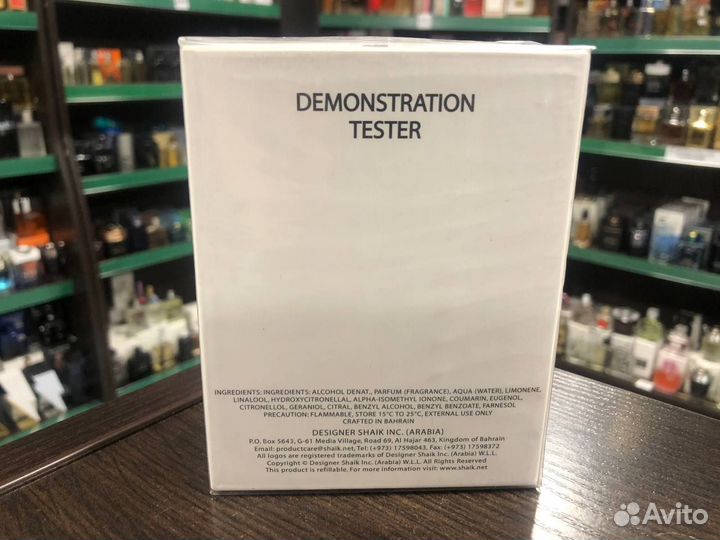 DEMONSTRATION
TESTER
INGREDIENTS: INGREDIENTS: ALCOHOL DENAT., PARFUM (FRAGRANCE), AQUA (WATER), LIMONENE,
LINALOOL, HYDROXYCITRONELLAL, ALPHA-ISOMETHYL IONONE, COUMARIN, EUGENOL,
CITRONELLOL, GERANIOL, CITRAL, BENZYL ALCOHOL, BENZYL BENZOATE, FARNESOL
PRECAUTION: FLAMMABLE, STORE 15°C TO 25°C, EXTERNAL USE ONLY
CRAFTED IN BAHRAIN
DESIGNER SHAIK INC. (ARABIA)
P.O. Box 5643, G-61 Media Village, Road 69, Al Hajar 463, Kingdom of Bahrain
Email: productcare@shaik.net, Tel: (+973) 17598043, Fax: (+973) 17598372
All logos are registered trademarks of Designer Shaik Inc. (Arabia) W.L.L.
Copyright © Designer Shaik Inc. (Arabia) W.L.L. All Rights Reserved
This product is refillable. For more information visit: www.shaik.net
Avito